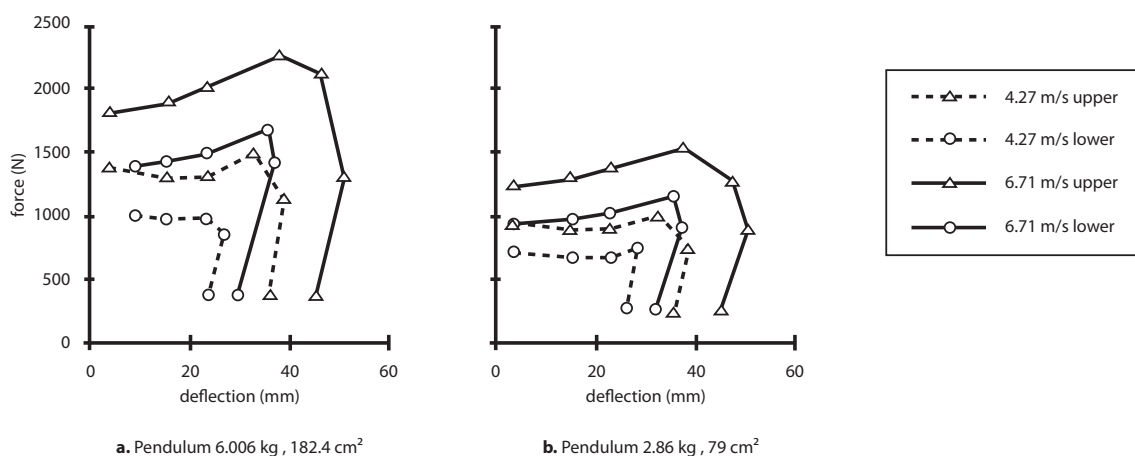 2500
2000
1500
1000
500
0
force (N)
0 20 40 60
deflection (mm)
a. Pendulum 6.006 kg , 182.4 cm²
0 20 40 60
deflection (mm)
b. Pendulum 2.86 kg , 79 cm²
4.27 m/s upper
4.27 m/s lower
6.71 m/s upper
6.71 m/s lower